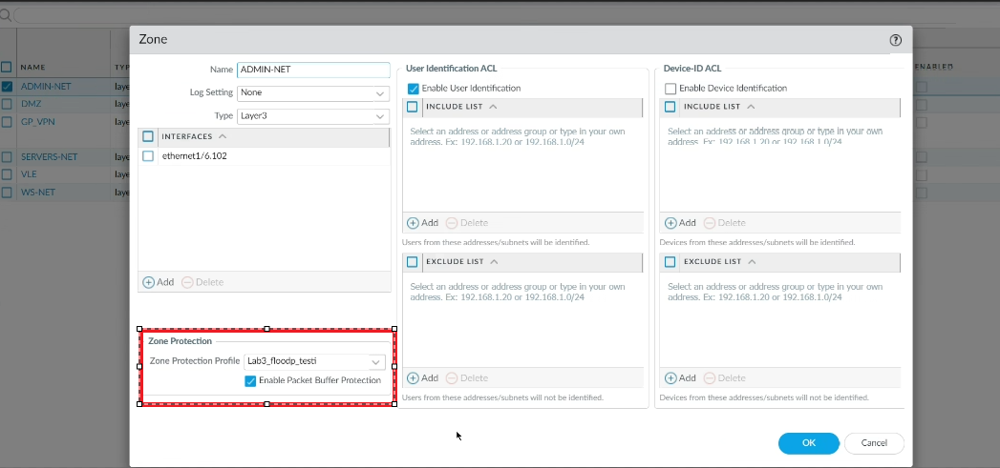 Zone
NAME
TYP
ENABLED
ADMIN-NET
laye
DMZ
laye
GP_VPN
laye
SERVERS-NET
laye
VLE
laye
WS-NET
laye
Name ADMIN-NET
Log Setting None
Type Layer3
INTERFACES
ethernet1/6.102
Add Delete
Zone Protection
Zone Protection Profile Lab3_floodp_testi
Enable Packet Buffer Protection
User Identification ACL
Enable User Identification
INCLUDE LIST
Select an address or address group or type in your own
address. Ex: 192.168.1.20 or 192.168.1.0/24
Add Delete
Users from these addresses/subnets will be identified.
EXCLUDE LIST
Select an address or address group or type in your own
address. Ex: 192.168.1.20 or 192.168.1.0/24
Add Delete
Users from these addresses/subnets will not be identified.
Device-ID ACL
Enable Device Identification
INCLUDE LIST
Select an address or address group or type in your own
address. Ex: 192.168.1.20 or 192.168.1.0/24
Add Delete
Devices from these addresses/subnets will be identified.
EXCLUDE LIST
Select an address or address group or type in your own
address. Ex: 192.168.1.20 or 192.168.1.0/24
Add Delete
Devices from these addresses/subnets will not be identified.
OK
Cancel